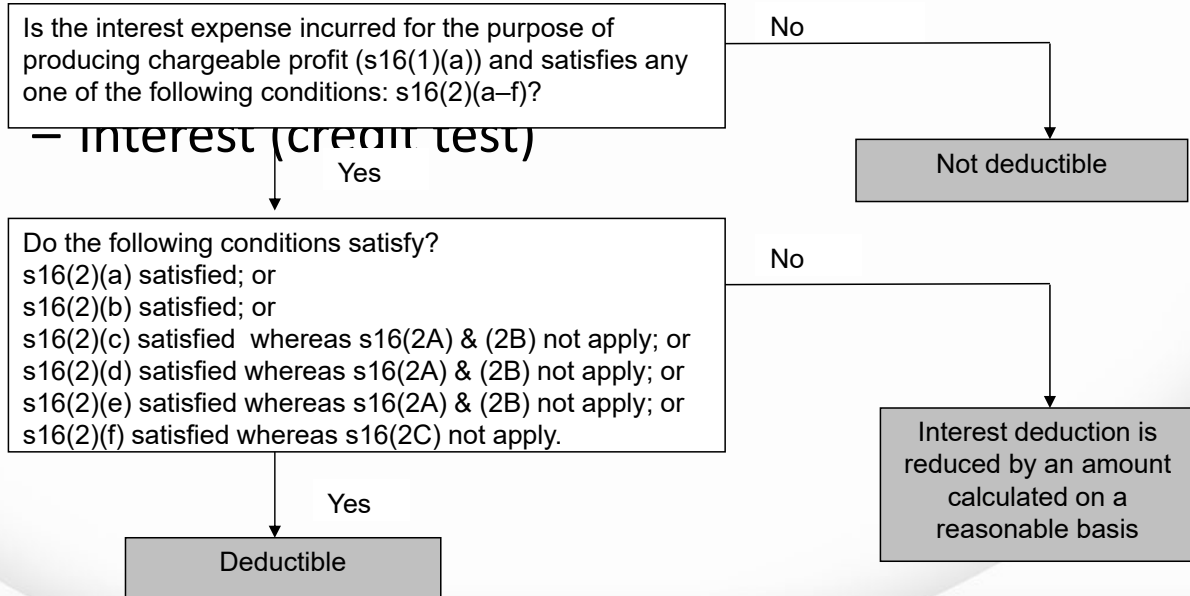 Is the interest expense incurred for the purpose of
producing chargeable profit (s16(1)(a)) and satisfies any
one of the following conditions: s16(2)(a–f)?
No
– Interest (credit test)
Yes
Not deductible
Do the following conditions satisfy?
s16(2)(a) satisfied; or
s16(2)(b) satisfied; or
s16(2)(c) satisfied whereas s16(2A) & (2B) not apply; or
s16(2)(d) satisfied whereas s16(2A) & (2B) not apply; or
s16(2)(e) satisfied whereas s16(2A) & (2B) not apply; or
s16(2)(f) satisfied whereas s16(2C) not apply.
No
Interest deduction is
reduced by an amount
calculated on a
reasonable basis
Yes
Deductible